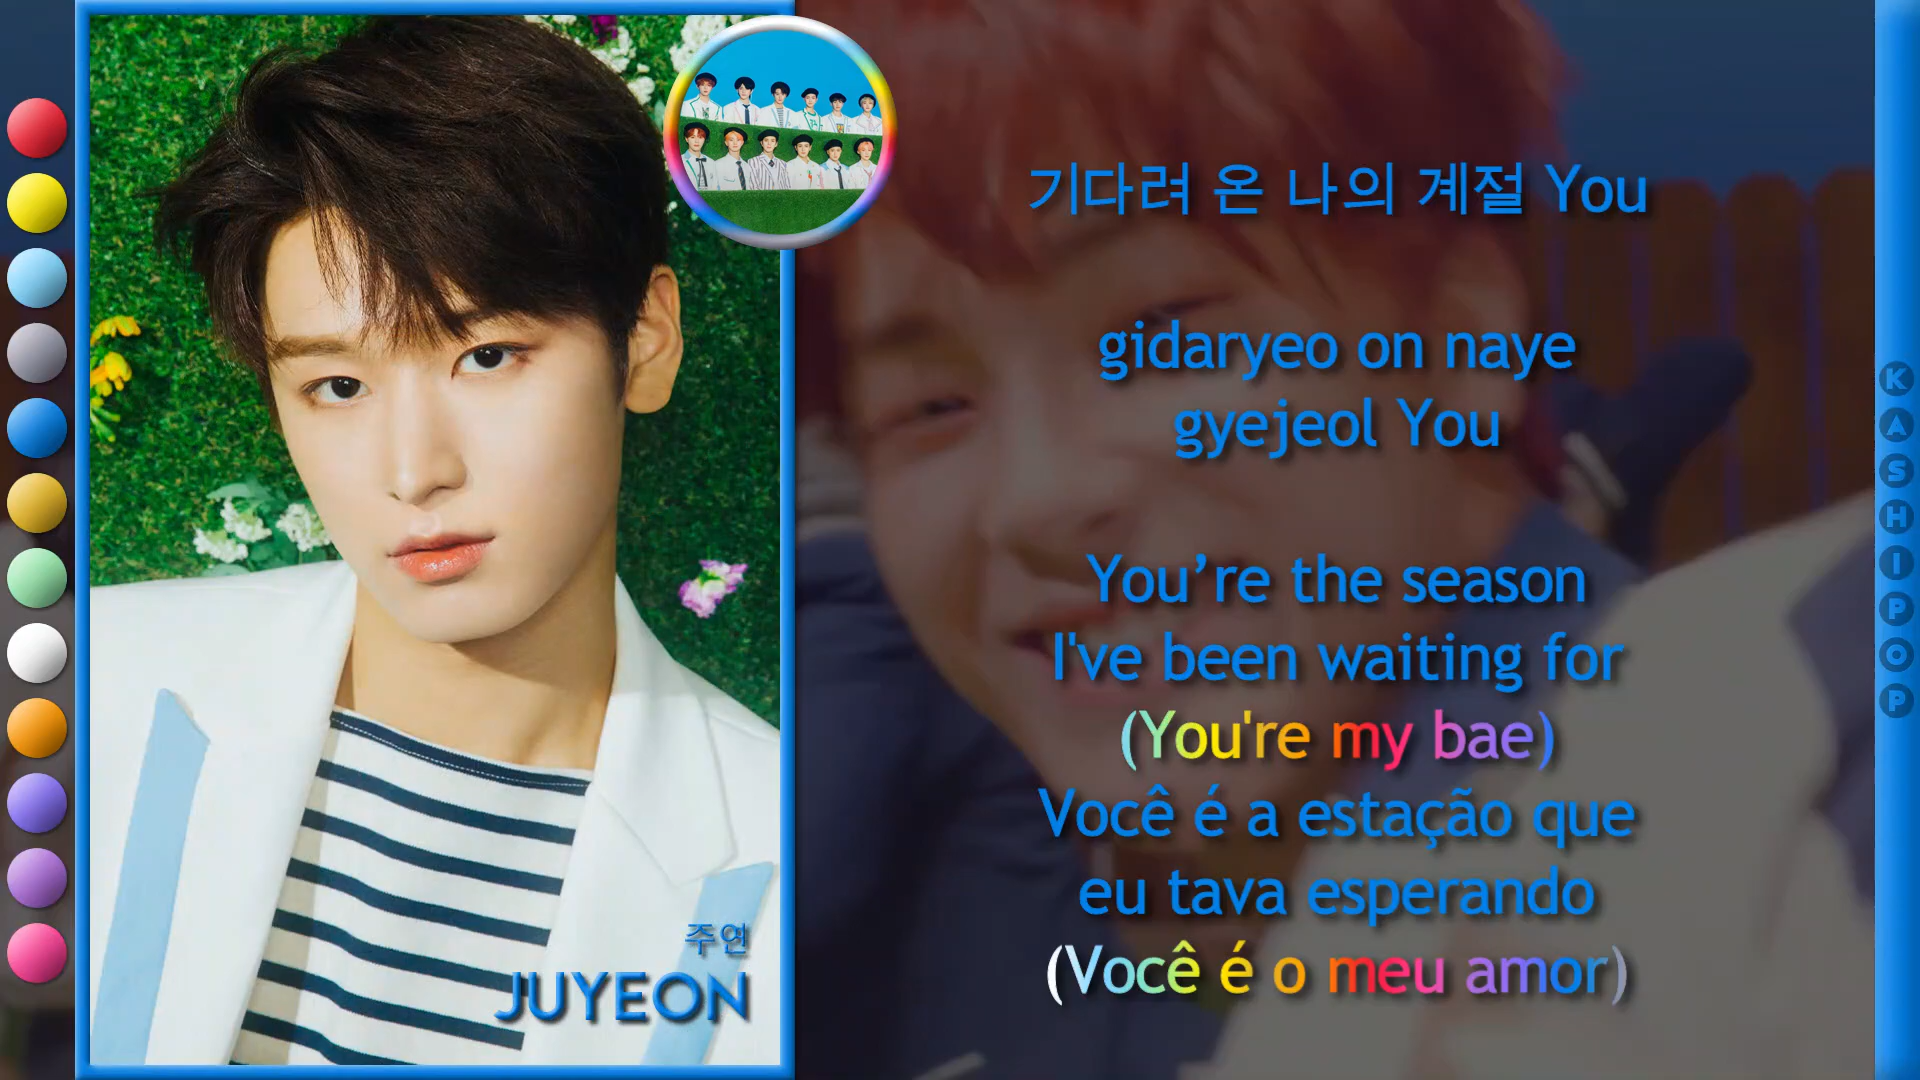 기다려 온 나의 계절 You
gidaryeo on naye
gyejeol You
You’re the season
I've been waiting for
(You're my bae)
Você é a estação que
eu tava esperando
(Você é o meu amor)
주연
JUYEON
KASHIPOP